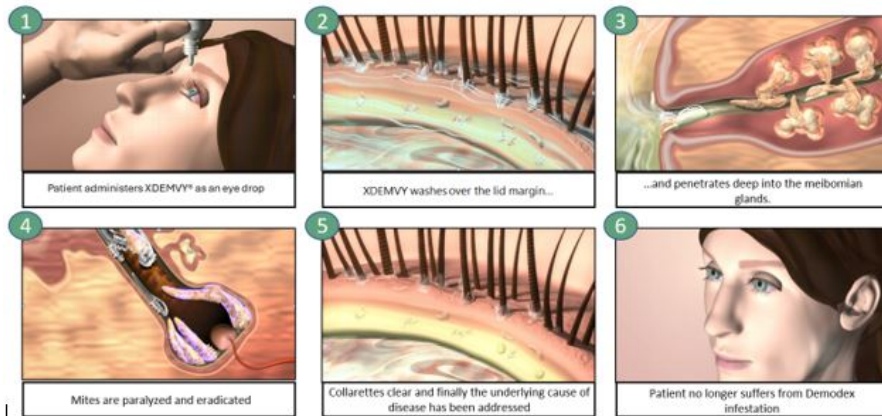 1
Patient administers XDEMVY® as an eye drop
2
XDEMVY washes over the lid margin...
3
...and penetrates deep into the meibomian
glands.
4
Mites are paralyzed and eradicated
5
Collarettes clear and finally the underlying cause of
disease has been addressed
6
Patient no longer suffers from Demodex
infestation